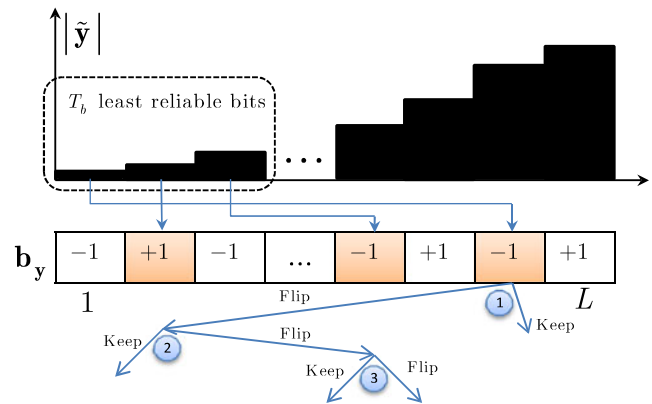 |ỹ|
T_b least reliable bits
...
b_y −1 +1 −1 ... −1 +1 −1 +1
1 L
Flip 1
Keep
Keep 2 Flip
Keep 3 Flip